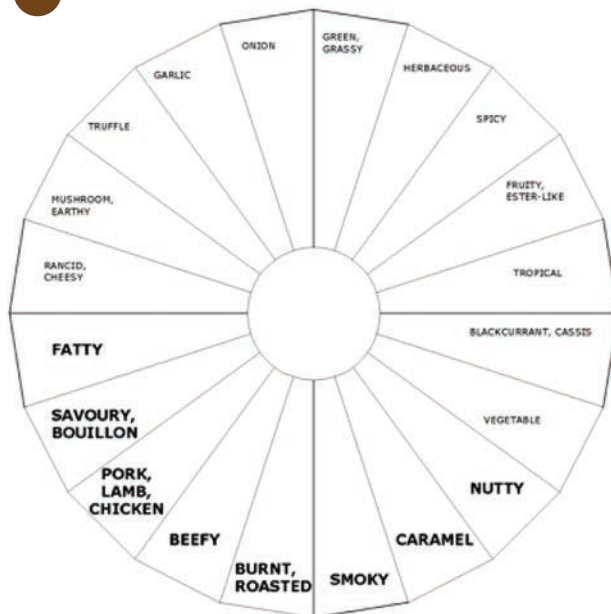 GREEN,
GRASSY
HERBACEOUS
SPICY
FRUITY,
ESTER-LIKE
TROPICAL
BLACKCURRANT, CASSIS
VEGETABLE
NUTTY
CARAMEL
SMOKY
BURNT,
ROASTED
BEEFY
PORK,
LAMB,
CHICKEN
SAVOURY,
BOUILLON
FATTY
RANCID,
CHEESY
MUSHROOM,
EARTHY
TRUFFLE
GARLIC
ONION